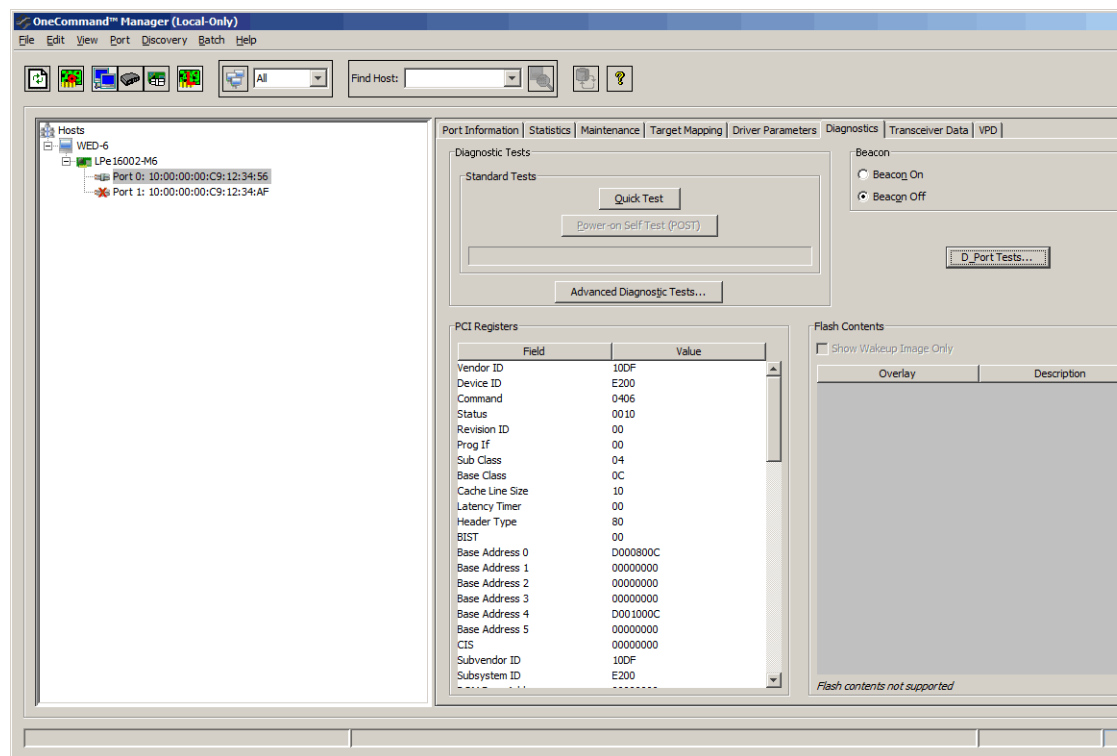 OneCommand™ Manager (Local-Only)
File Edit View Port Discovery Batch Help
All
Find Host:
Hosts
WED-6
LPe16002-M6
Port 0: 10:00:00:00:C9:12:34:56
Port 1: 10:00:00:00:C9:12:34:AF
Port Information Statistics Maintenance Target Mapping Driver Parameters Diagnostics Transceiver Data VPD
Diagnostic Tests
Standard Tests
Quick Test
Power-on Self Test (POST)
Advanced Diagnostic Tests...
Beacon
Beacon On
Beacon Off
D_Port Tests...
PCI Registers
Field Value
Vendor ID 10DF
Device ID E200
Command 0406
Status 0010
Revision ID 00
Prog If 00
Sub Class 04
Base Class 0C
Cache Line Size 10
Latency Timer 00
Header Type 80
BIST 00
Base Address 0 D000800C
Base Address 1 00000000
Base Address 2 00000000
Base Address 3 00000000
Base Address 4 D001000C
Base Address 5 00000000
CIS 00000000
Subvendor ID 10DF
Subsystem ID E200
Flash Contents
Show Wakeup Image Only
Overlay Description
Flash contents not supported